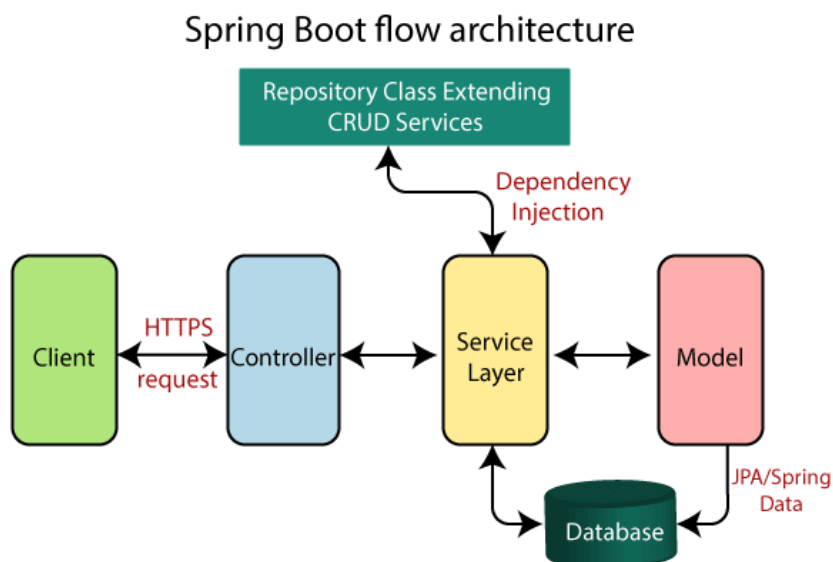 Spring Boot flow architecture
Repository Class Extending
CRUD Services
Dependency
Injection
Client
HTTPS
request
Controller
Service
Layer
Model
JPA/Spring
Data
Database